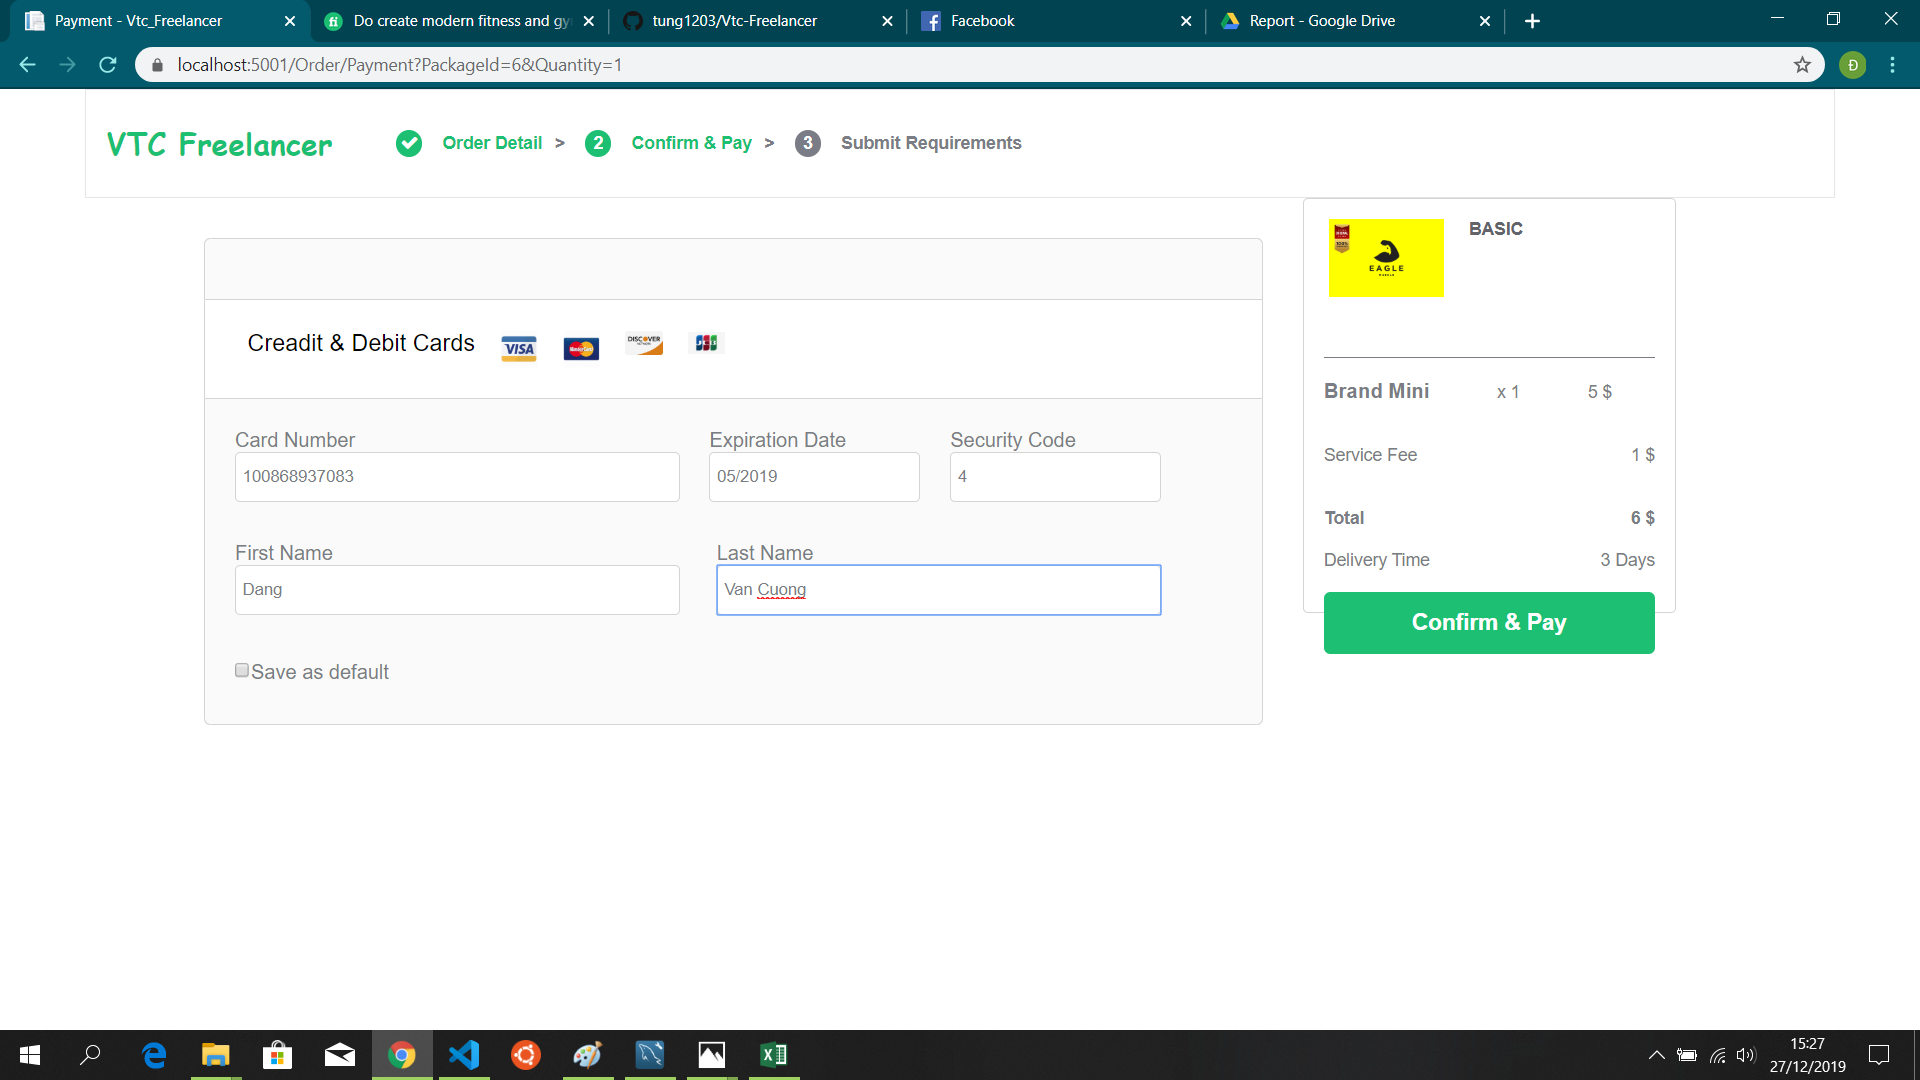 Payment - Vtc_Freelancer
Do create modern fitness and gy
tung1203/Vtc-Freelancer
Facebook
Report - Google Drive
localhost:5001/Order/Payment?PackageId=6&Quantity=1
Đ
VTC Freelancer
Order Detail >
2 Confirm & Pay >
3 Submit Requirements
BASIC
EAGLE
Creadit & Debit Cards
VISA
MasterCard
DISCOVER
JCB
Brand Mini x 1 5 $
Card Number
Expiration Date
Security Code
100868937083
05/2019
4
Service Fee 1 $
Total 6 $
First Name
Last Name
Delivery Time 3 Days
Dang
Van Cuong
Confirm & Pay
Save as default
15:27
27/12/2019